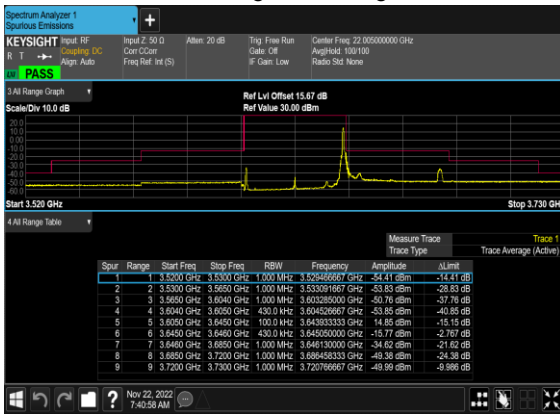 Spectrum Analyzer 1
Spurious Emissions
KEYSIGHT Input: RF Input Z: 50 Ω Atten: 20 dB Trig: Free Run Center Freq: 22.005000000 GHz
R T Coupling: DC Corr CCorr Gate: Off Avg|Hold: 100/100
Align: Auto Freq Ref: Int (S) IF Gain: Low Radio Std: None
PASS
3 All Range Graph Ref Lvl Offset 15.67 dB
Scale/Div 10.0 dB Ref Value 30.00 dBm
20.0
10.0
0.00
-10.0
-20.0
-30.0
-40.0
-50.0
-60.0
Start 3.520 GHz Stop 3.730 GH
4 All Range Table
Measure Trace Trace 1
Trace Type Trace Average (Active)
Spur Range Start Freq Stop Freq RBW Frequency Amplitude ΔLimit
1 1 3.5200 GHz 3.5300 GHz 1.000 MHz 3.529466667 GHz -54.41 dBm -14.41 dB
2 2 3.5300 GHz 3.5650 GHz 1.000 MHz 3.533091667 GHz -53.83 dBm -28.83 dB
3 3 3.5650 GHz 3.6040 GHz 1.000 MHz 3.603285000 GHz -50.76 dBm -37.76 dB
4 4 3.6040 GHz 3.6050 GHz 430.0 kHz 3.604526667 GHz -53.85 dBm -40.85 dB
5 5 3.6050 GHz 3.6450 GHz 100.0 kHz 3.643933333 GHz 14.85 dBm -15.15 dB
6 6 3.6450 GHz 3.6460 GHz 430.0 kHz 3.645050000 GHz -15.77 dBm -2.767 dB
7 7 3.6460 GHz 3.6850 GHz 1.000 MHz 3.646130000 GHz -34.62 dBm -21.62 dB
8 8 3.6850 GHz 3.7200 GHz 1.000 MHz 3.686458333 GHz -49.38 dBm -24.38 dB
9 9 3.7200 GHz 3.7300 GHz 1.000 MHz 3.720766667 GHz -49.99 dBm -9.986 dB
Nov 22, 2022
7:40:58 AM